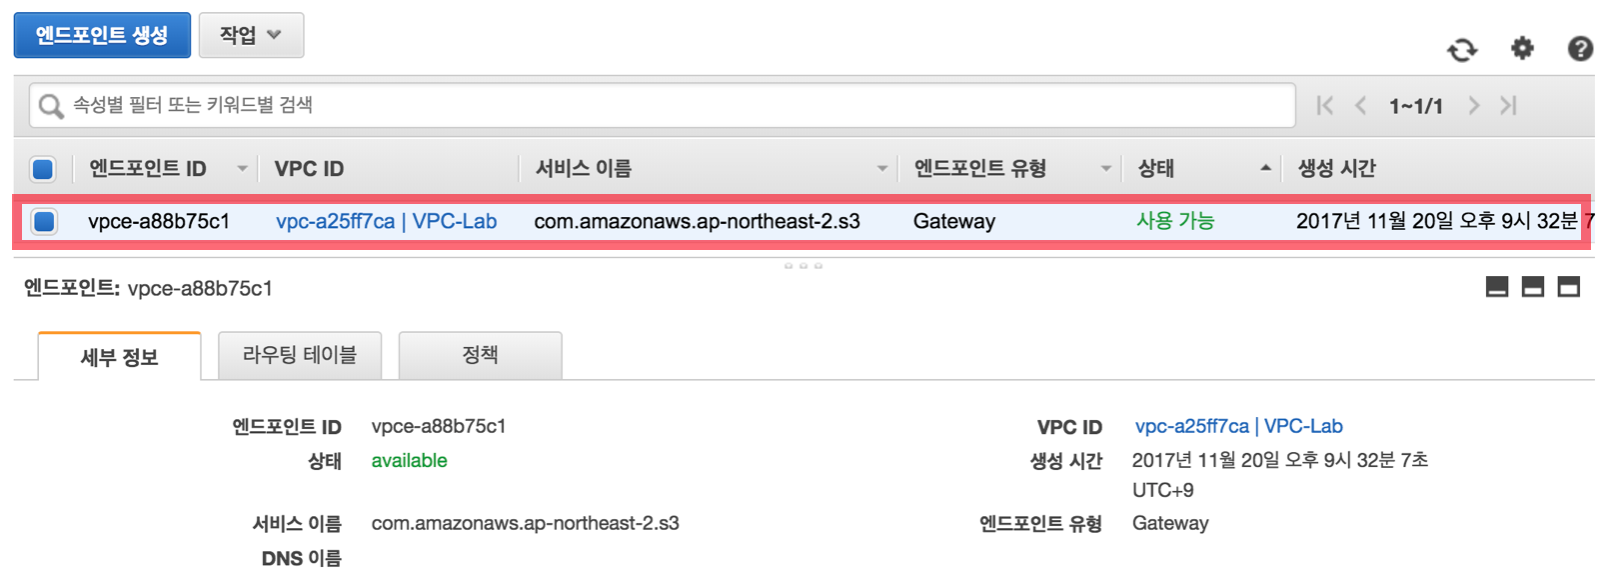 엔드포인트 생성 작업
속성별 필터 또는 키워드별 검색 1~1/1
엔드포인트 ID VPC ID 서비스 이름 엔드포인트 유형 상태 생성 시간
vpce-a88b75c1 vpc-a25ff7ca | VPC-Lab com.amazonaws.ap-northeast-2.s3 Gateway 사용 가능 2017년 11월 20일 오후 9시 32분 7
엔드포인트: vpce-a88b75c1
세부 정보 라우팅 테이블 정책
엔드포인트 ID vpce-a88b75c1 VPC ID vpc-a25ff7ca | VPC-Lab
상태 available 생성 시간 2017년 11월 20일 오후 9시 32분 7초
UTC+9
서비스 이름 com.amazonaws.ap-northeast-2.s3 엔드포인트 유형 Gateway
DNS 이름